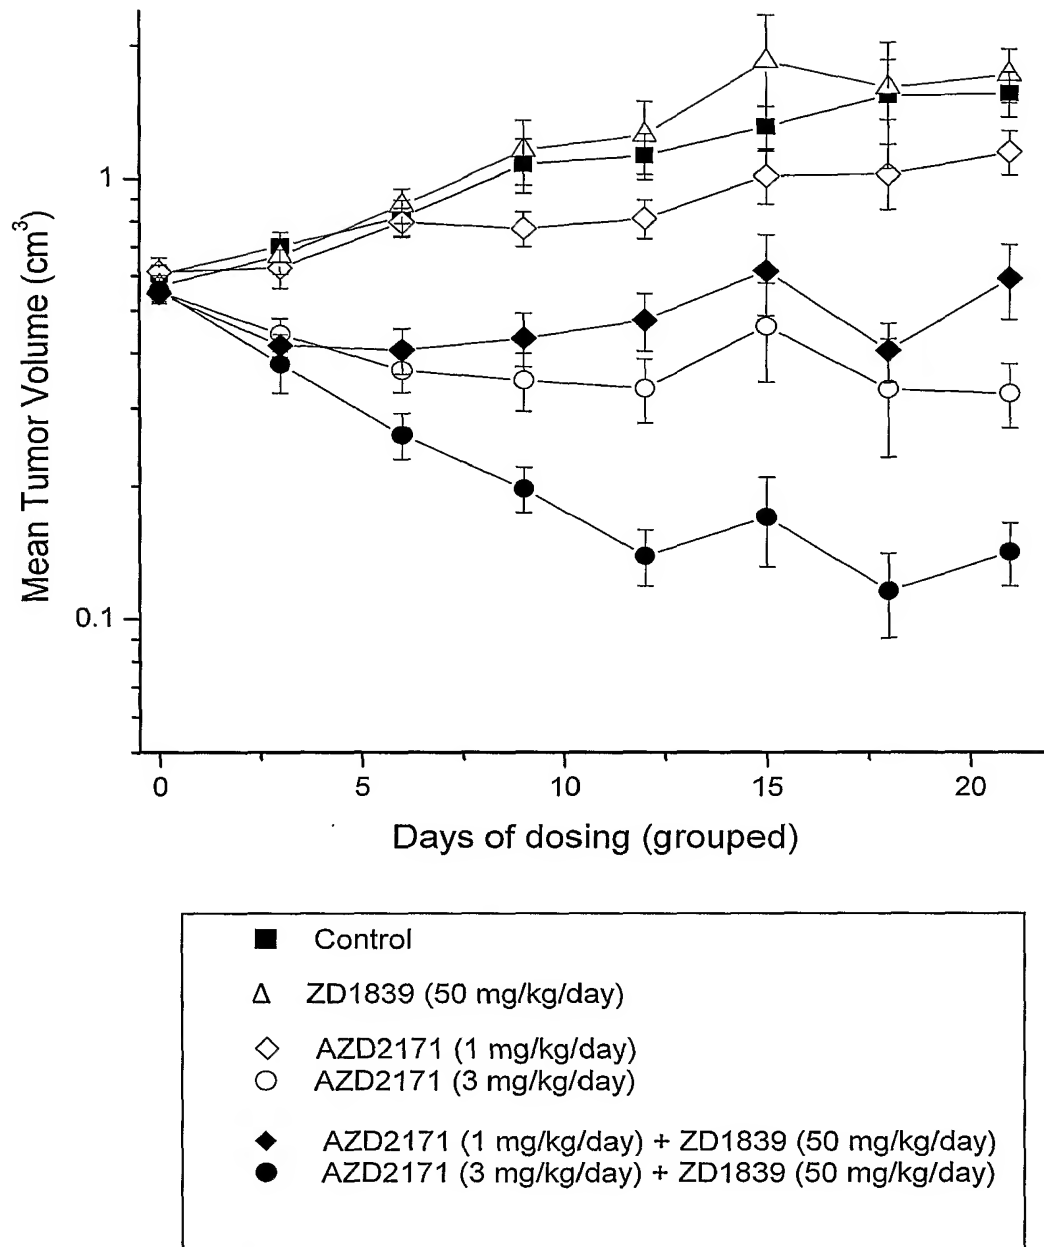 1
0.1
Mean Tumor Volume (cm³)
0 5 10 15 20
Days of dosing (grouped)
Control
ZD1839 (50 mg/kg/day)
AZD2171 (1 mg/kg/day)
AZD2171 (3 mg/kg/day)
AZD2171 (1 mg/kg/day) + ZD1839 (50 mg/kg/day)
AZD2171 (3 mg/kg/day) + ZD1839 (50 mg/kg/day)